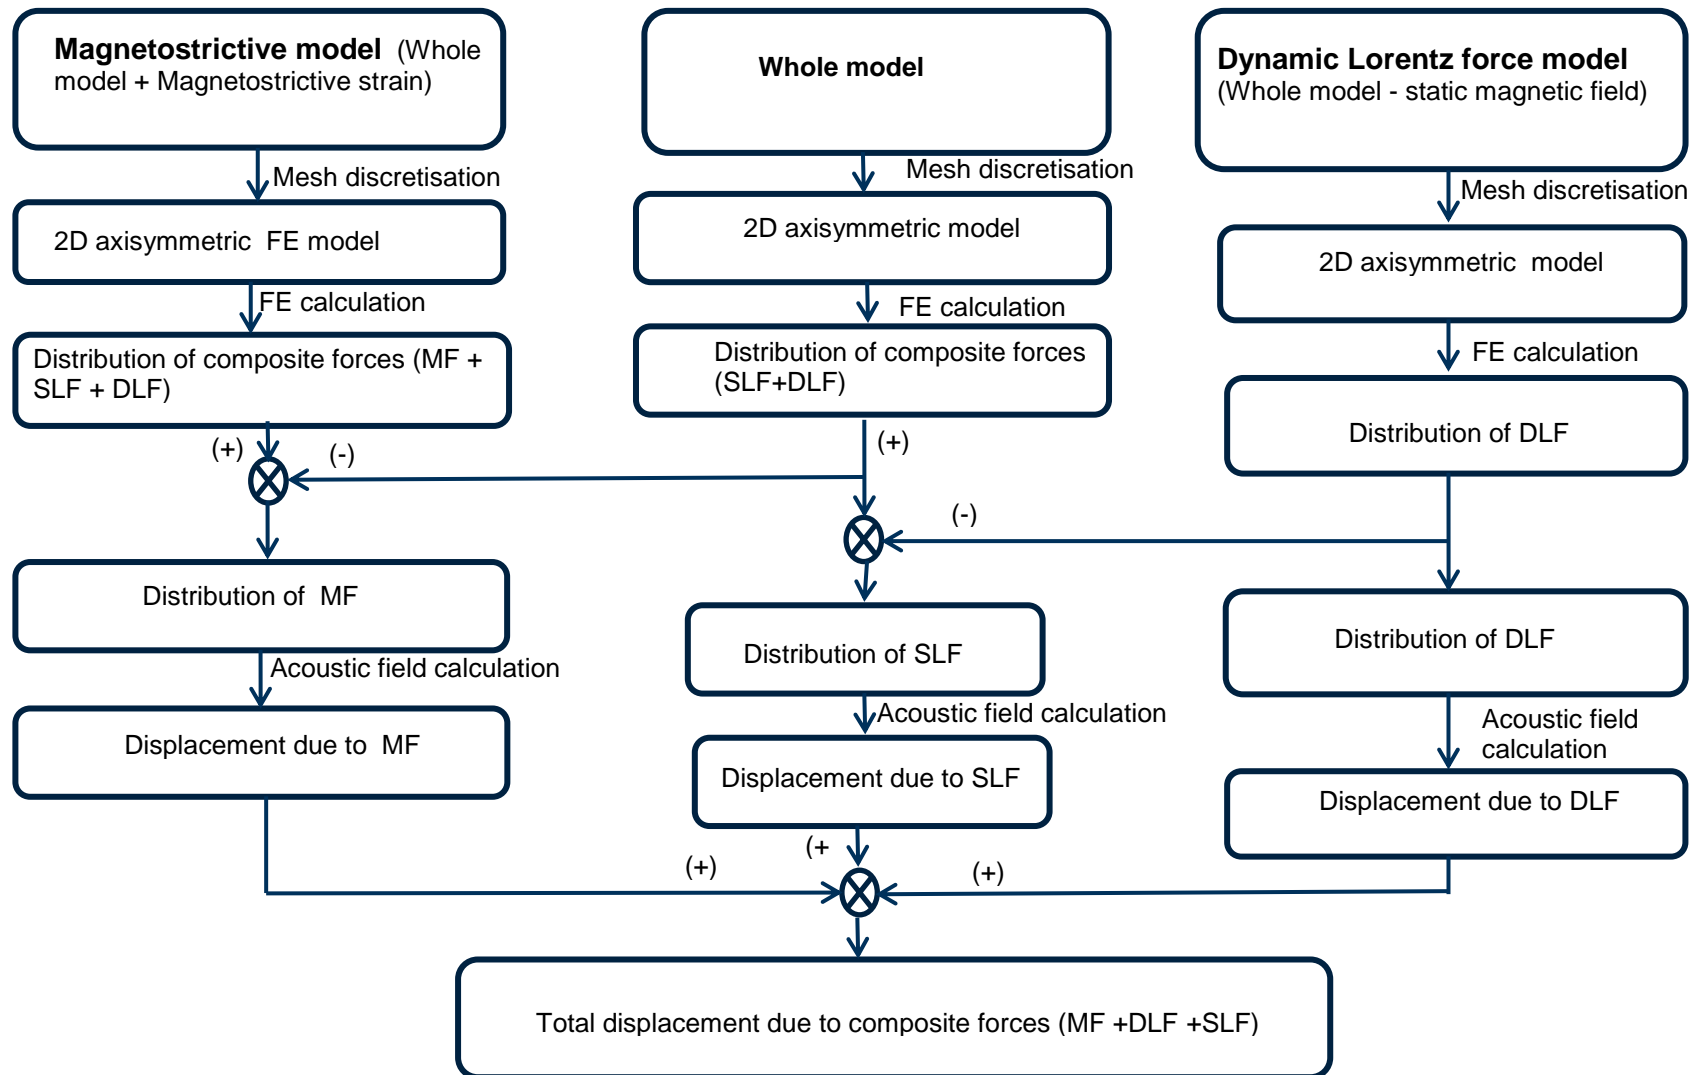 Magnetostrictive model (Whole
model + Magnetostrictive strain)
Whole model
Dynamic Lorentz force model
(Whole model - static magnetic field)
Mesh discretisation
Mesh discretisation
Mesh discretisation
2D axisymmetric FE model
2D axisymmetric model
2D axisymmetric model
FE calculation
FE calculation
FE calculation
Distribution of composite forces (MF +
SLF + DLF)
Distribution of composite forces
(SLF+DLF)
Distribution of DLF
(+)
(-)
(+)
(-)
Distribution of MF
Distribution of SLF
Distribution of DLF
Acoustic field calculation
Acoustic field calculation
Acoustic field
calculation
Displacement due to MF
Displacement due to SLF
Displacement due to DLF
(+)
(+
(+)
Total displacement due to composite forces (MF +DLF +SLF)